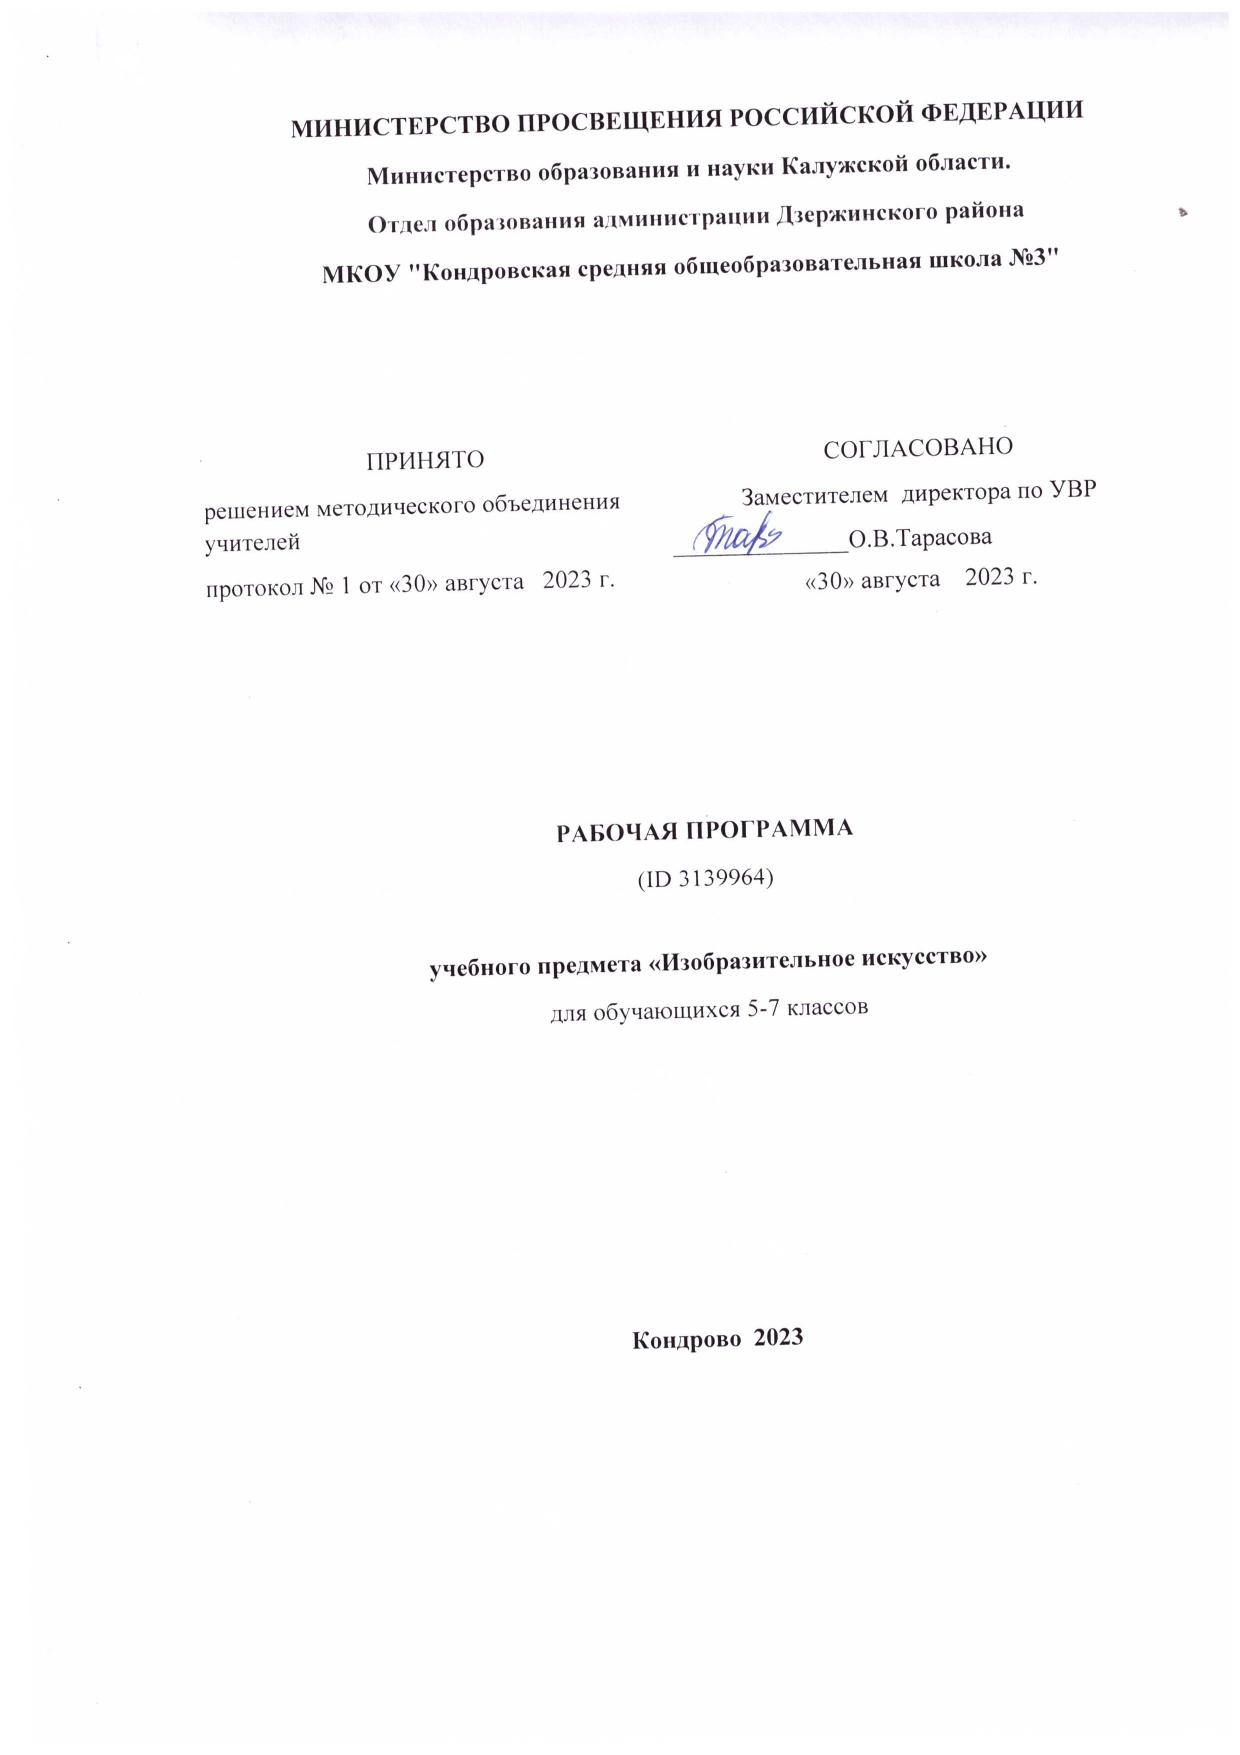 МИНИСТЕРСТВО ПРОСВЕЩЕНИЯ РОССИЙСКОЙ ФЕДЕРАЦИИ
Министерство образования и науки Калужской области.
Отдел образования администрации Дзержинского района
МКОУ "Кондровская средняя общеобразовательная школа №3"
ПРИНЯТО
решением методического объединения
учителей
протокол № 1 от «30» августа 2023 г.
СОГЛАСОВАНО
Заместителем директора по УВР
О.В.Тарасова
«30» августа 2023 г.
РАБОЧАЯ ПРОГРАММА
(ID 3139964)
учебного предмета «Изобразительное искусство»
для обучающихся 5-7 классов
Кондрово 2023